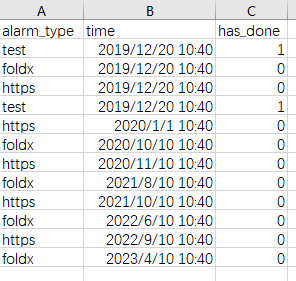 A B C
alarm_type time has_done
test 2019/12/20 10:40 1
foldx 2019/12/20 10:40 0
https 2019/12/20 10:40 0
test 2019/12/20 10:40 1
https 2020/1/1 10:40 0
foldx 2020/10/10 10:40 0
https 2020/11/10 10:40 0
foldx 2021/8/10 10:40 0
https 2021/10/10 10:40 0
foldx 2022/6/10 10:40 0
https 2022/9/10 10:40 0
foldx 2023/4/10 10:40 0